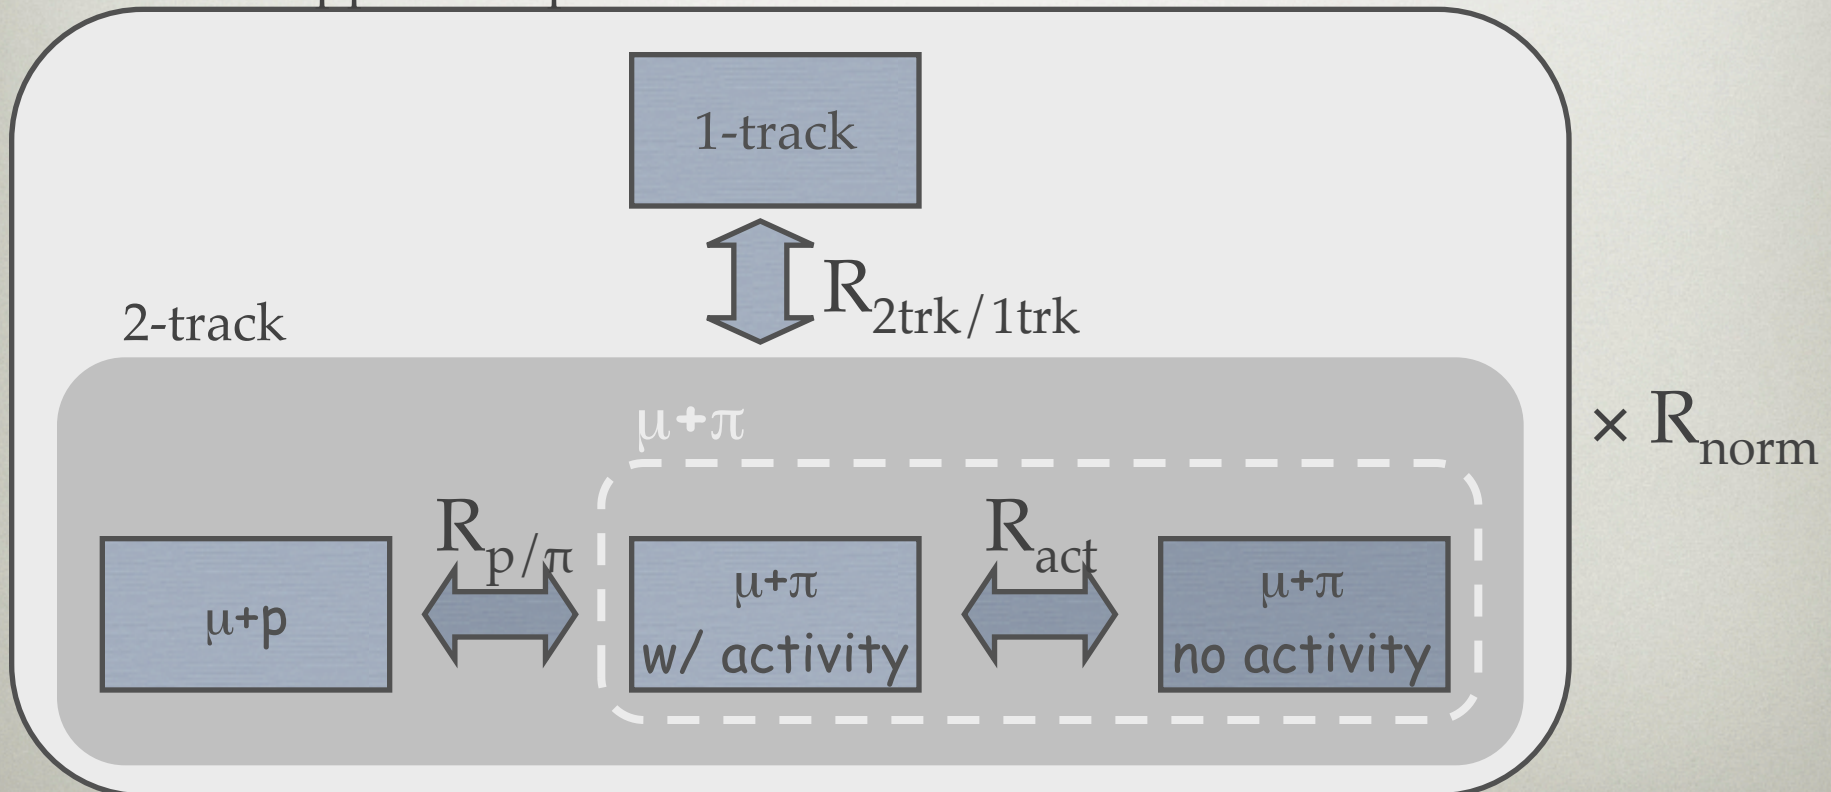 1-track
R2trk/1trk
2-track
μ+π
× Rnorm
Rp/π
Ract
μ+p
μ+π
w/ activity
μ+π
no activity